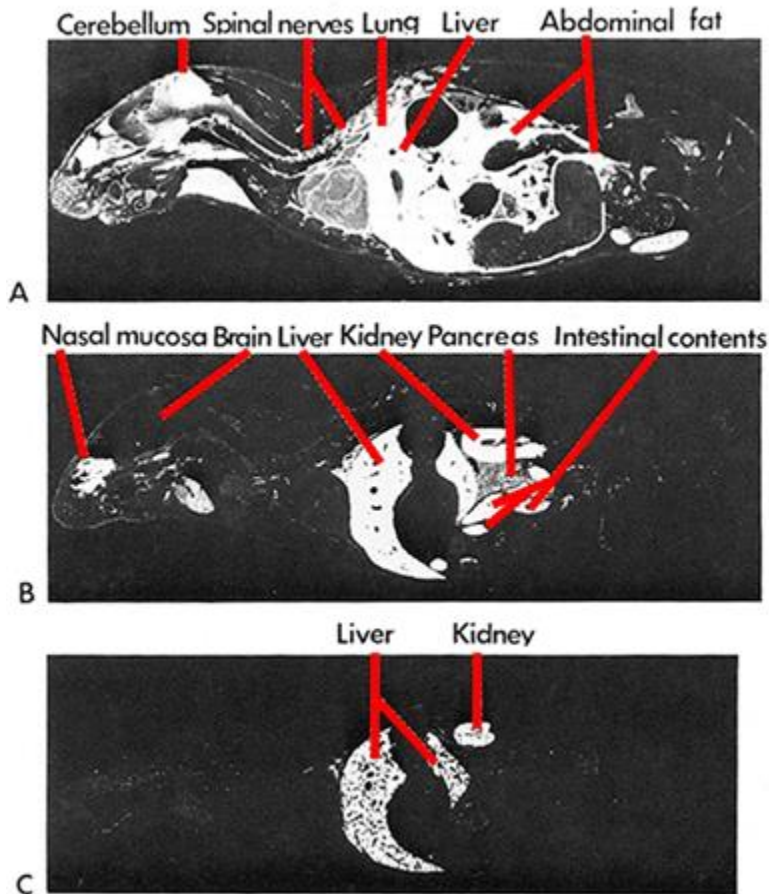 Cerebellum Spinal nerves Lung Liver Abdominal fat
A
Nasal mucosa Brain Liver Kidney Pancreas Intestinal contents
B
Liver Kidney
C